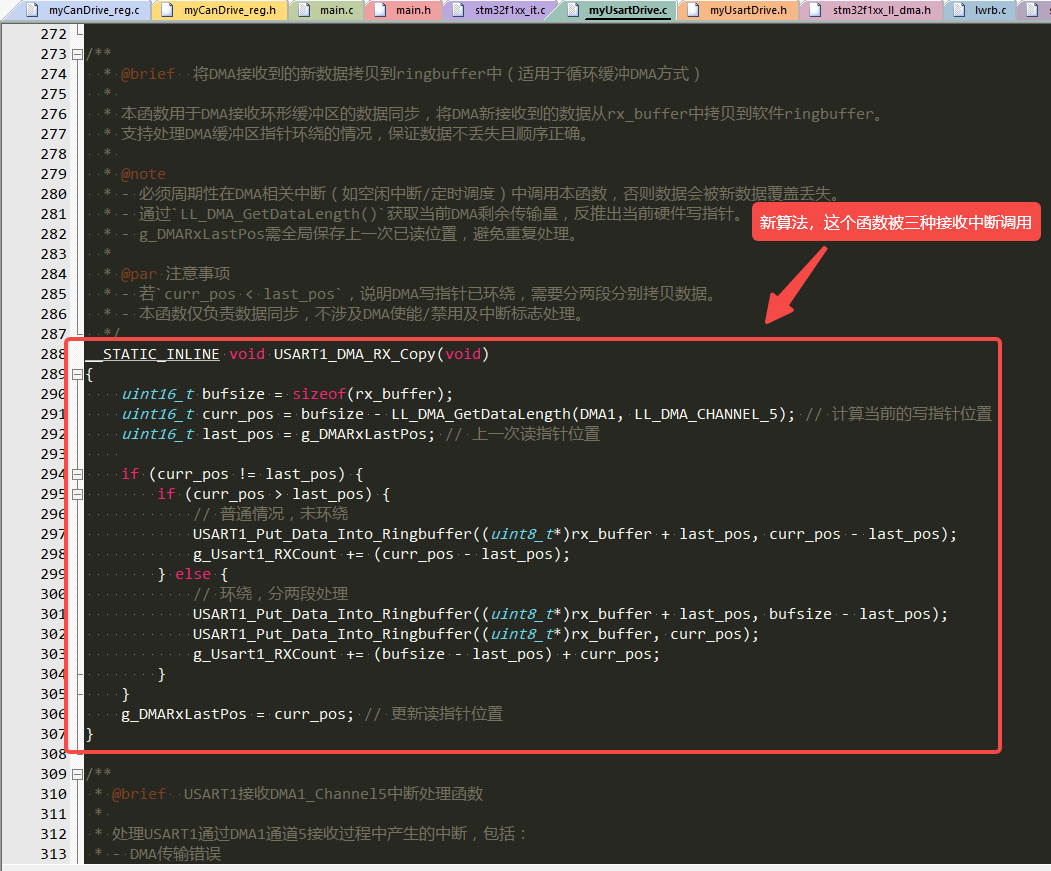 myCanDrive_reg.c myCanDrive_reg.h main.c main.h stm32f1xx_it.c myUsartDrive.c myUsartDrive.h stm32f1xx_ll_dma.h lwrb.c
272
273 /**
274 * @brief 将DMA接收到的新数据拷贝到ringbuffer中（适用于循环缓冲DMA方式）
275 *
276 * 本函数用于DMA接收环形缓冲区的数据同步，将DMA新接收到的数据从rx_buffer中拷贝到软件ringbuffer。
277 * 支持处理DMA缓冲区指针环绕的情况，保证数据不丢失且顺序正确。
278 *
279 * @note
280 * - 必须周期性在DMA相关中断（如空闲中断/定时调度）中调用本函数，否则数据会被新数据覆盖丢失。
281 * - 通过`LL_DMA_GetDataLength()`获取当前DMA剩余传输量，反推出当前硬件写指针。
282 * - g_DMARxLastPos需全局保存上一次已读位置，避免重复处理。
新算法，这个函数被三种接收中断调用
283 *
284 * @par 注意事项
285 * - 若`curr_pos < last_pos`，说明DMA写指针已环绕，需要分两段分别拷贝数据。
286 * - 本函数仅负责数据同步，不涉及DMA使能/禁用及中断标志处理。
287 */
288 __STATIC_INLINE void USART1_DMA_RX_Copy(void)
289 {
290 uint16_t bufsize = sizeof(rx_buffer);
291 uint16_t curr_pos = bufsize - LL_DMA_GetDataLength(DMA1, LL_DMA_CHANNEL_5); // 计算当前的写指针位置
292 uint16_t last_pos = g_DMARxLastPos; // 上一次读指针位置
293
294 if (curr_pos != last_pos) {
295 if (curr_pos > last_pos) {
296 // 普通情况，未环绕
297 USART1_Put_Data_Into_Ringbuffer((uint8_t*)rx_buffer + last_pos, curr_pos - last_pos);
298 g_Usart1_RXCount += (curr_pos - last_pos);
299 } else {
300 // 环绕，分两段处理
301 USART1_Put_Data_Into_Ringbuffer((uint8_t*)rx_buffer + last_pos, bufsize - last_pos);
302 USART1_Put_Data_Into_Ringbuffer((uint8_t*)rx_buffer, curr_pos);
303 g_Usart1_RXCount += (bufsize - last_pos) + curr_pos;
304 }
305 }
306 g_DMARxLastPos = curr_pos; // 更新读指针位置
307 }
308
309 /**
310 * @brief USART1接收DMA1_Channel5中断处理函数
311 *
312 * 处理USART1通过DMA1通道5接收过程中产生的中断，包括：
313 * - DMA传输错误